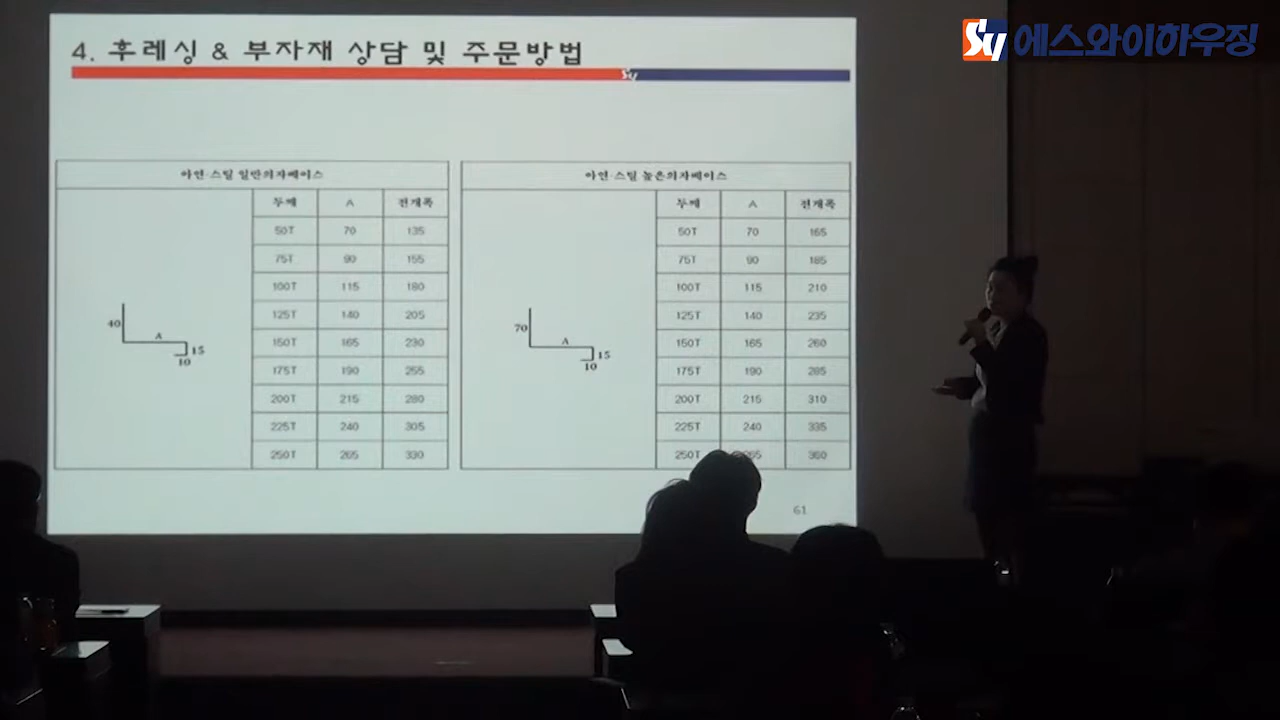 SY 에스와이하우징
4. 후레싱 & 부자재 상담 및 주문방법
SY
아연·스틸 일반의자베이스
두께 A 전개폭
50T 70 135
75T 90 155
100T 115 180
125T 140 205
150T 165 230
175T 190 255
200T 215 280
225T 240 305
250T 265 330
40
A
15
10
아연·스틸 높은의자베이스
두께 A 전개폭
50T 70 165
75T 90 185
100T 115 210
125T 140 235
150T 165 260
175T 190 285
200T 215 310
225T 240 335
250T 265 360
70
A
15
10
61